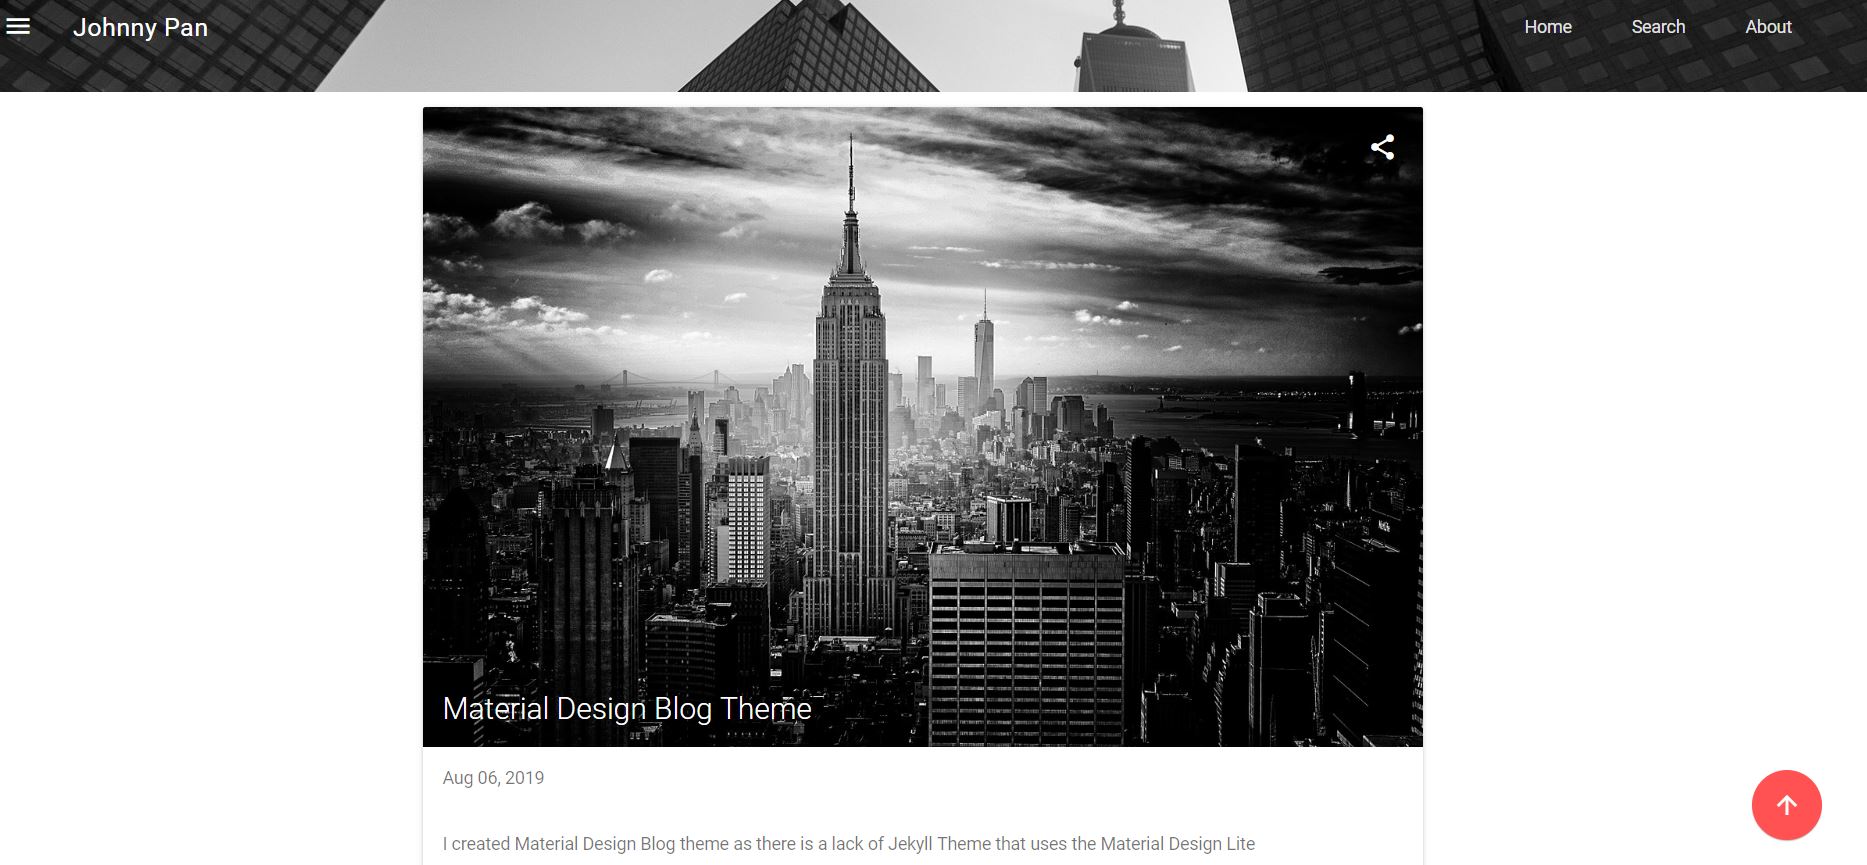 Johnny Pan
Home Search About
Material Design Blog Theme
Aug 06, 2019
I created Material Design Blog theme as there is a lack of Jekyll Theme that uses the Material Design Lite